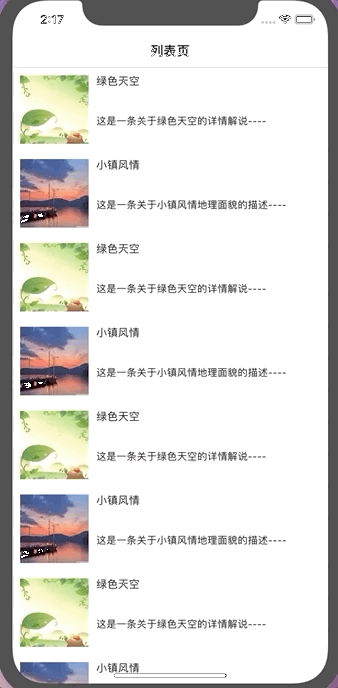 2:17
列表页
绿色天空
这是一条关于绿色天空的详情解说----
小镇风情
这是一条关于小镇风情地理面貌的描述----
绿色天空
这是一条关于绿色天空的详情解说----
小镇风情
这是一条关于小镇风情地理面貌的描述----
绿色天空
这是一条关于绿色天空的详情解说----
小镇风情
这是一条关于小镇风情地理面貌的描述----
绿色天空
这是一条关于绿色天空的详情解说----
小镇风情